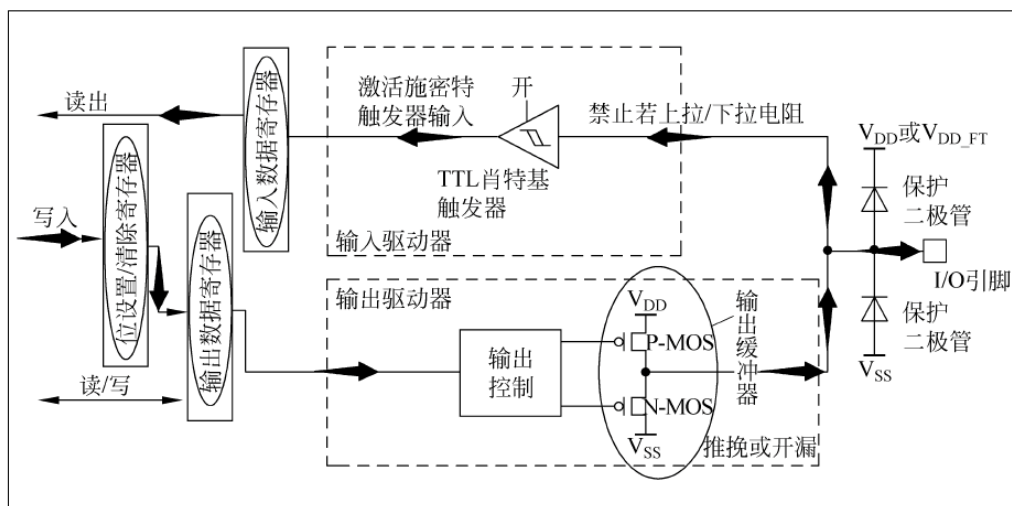 读出
写入
位设置/清除寄存器
读/写
输入数据寄存器
输出数据寄存器
激活施密特
触发器输入
开
TTL肖特基
触发器
输入驱动器
禁止若上拉/下拉电阻
V_DD或V_DD_FT
保护
二极管
I/O引脚
保护
二极管
V_SS
输出驱动器
输出
控制
V_DD
P-MOS
N-MOS
V_SS
输出缓冲器
推挽或开漏